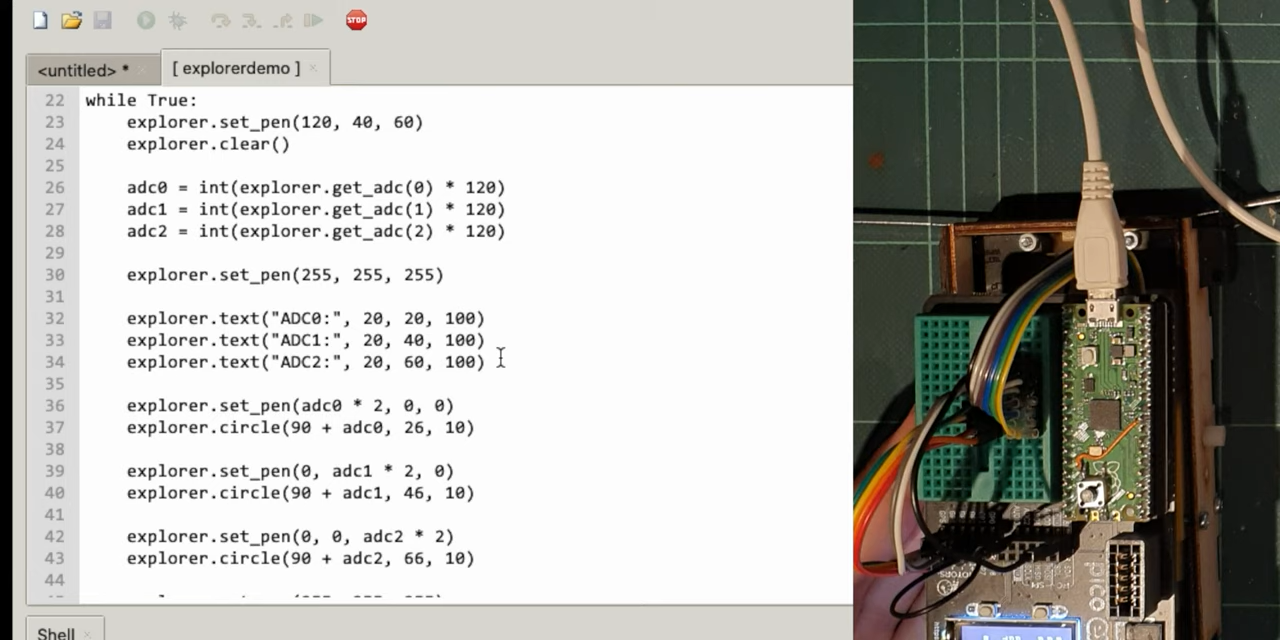 STOP
<untitled> *
[ explorerdemo ]
22 while True:
23 explorer.set_pen(120, 40, 60)
24 explorer.clear()
25
26 adc0 = int(explorer.get_adc(0) * 120)
27 adc1 = int(explorer.get_adc(1) * 120)
28 adc2 = int(explorer.get_adc(2) * 120)
29
30 explorer.set_pen(255, 255, 255)
31
32 explorer.text("ADC0:", 20, 20, 100)
33 explorer.text("ADC1:", 20, 40, 100)
34 explorer.text("ADC2:", 20, 60, 100)
35
36 explorer.set_pen(adc0 * 2, 0, 0)
37 explorer.circle(90 + adc0, 26, 10)
38
39 explorer.set_pen(0, adc1 * 2, 0)
40 explorer.circle(90 + adc1, 46, 10)
41
42 explorer.set_pen(0, 0, adc2 * 2)
43 explorer.circle(90 + adc2, 66, 10)
44
Shell
MOTORS
PICO